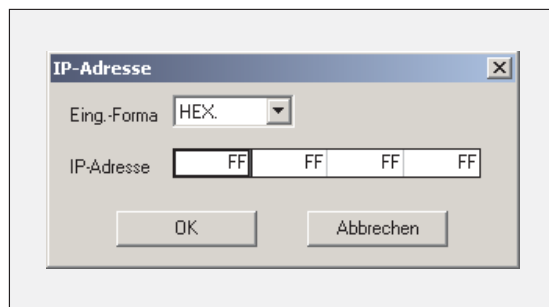 IP-Adresse
Eing.-Forma HEX.
IP-Adresse FF FF FF FF
OK Abbrechen